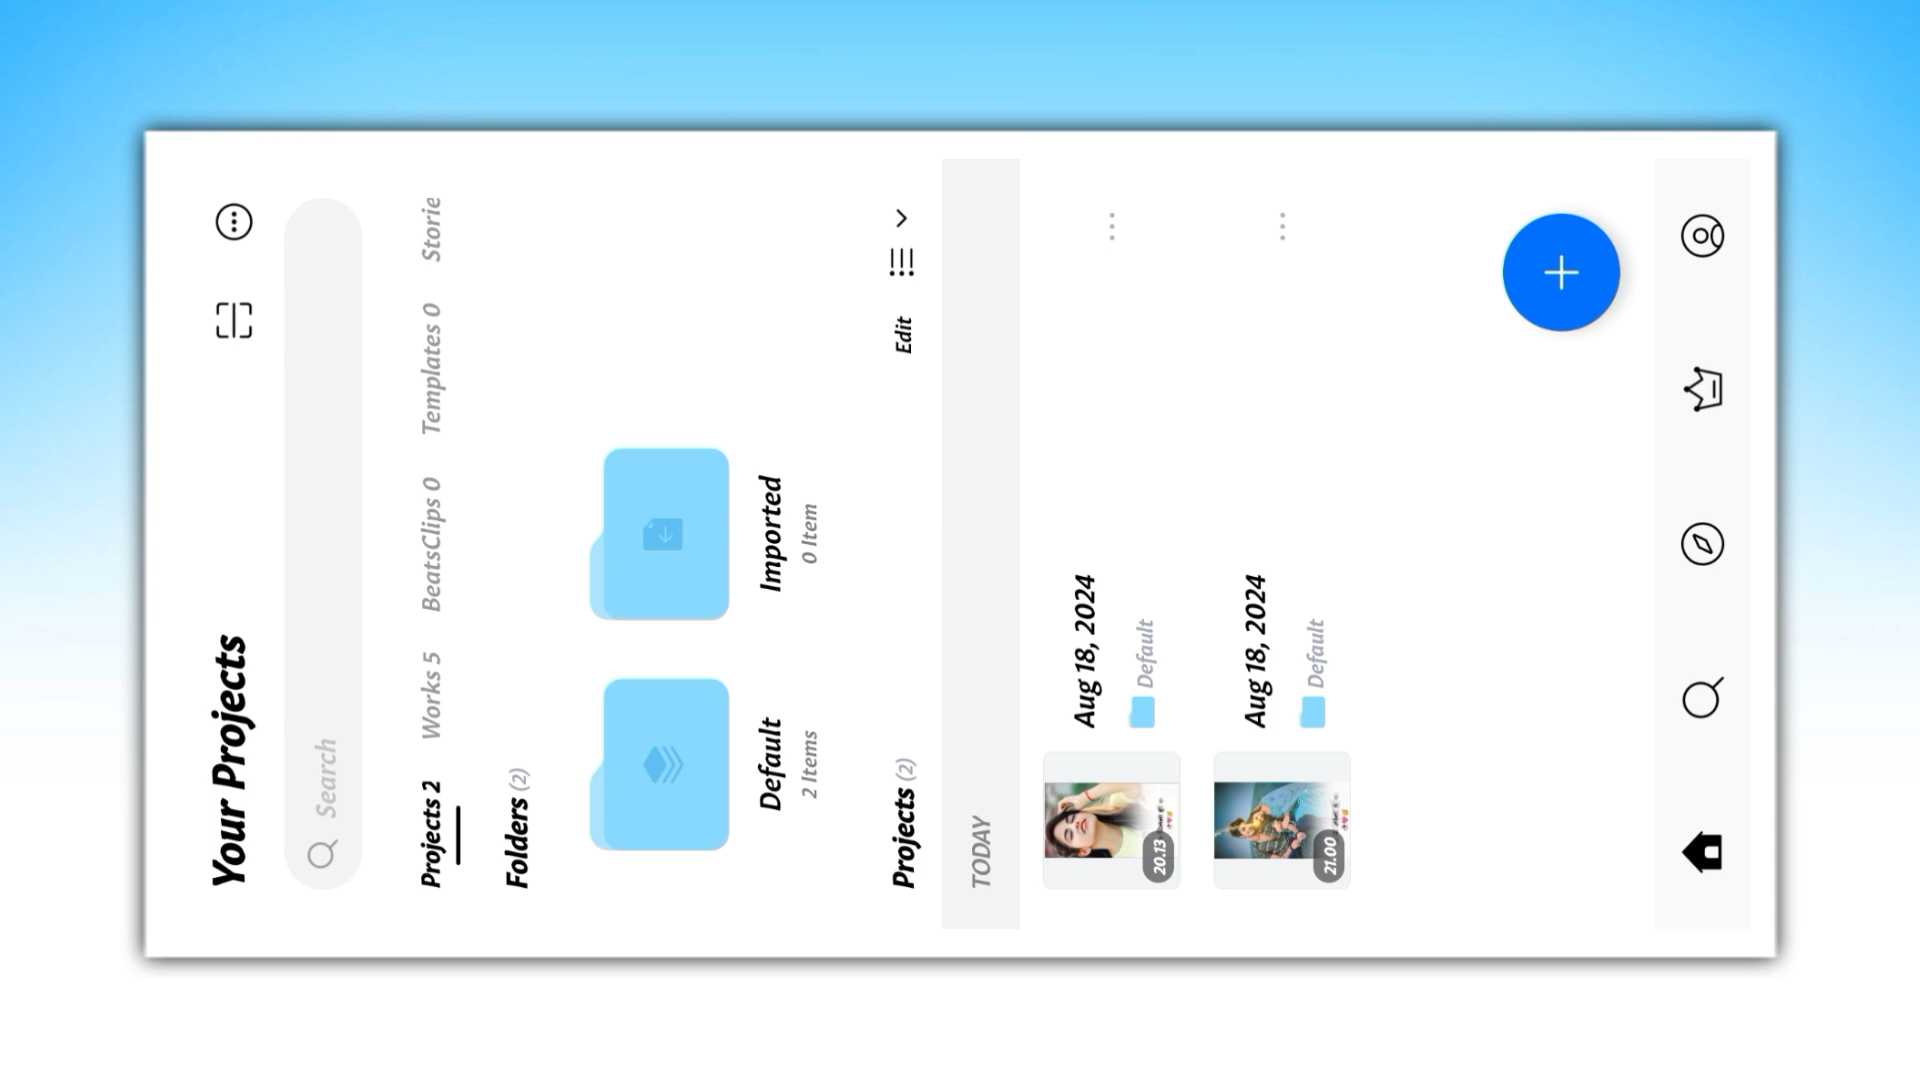 Your Projects
Search
Projects 2 Works 5 BeatsClips 0 Templates 0 Storie
Folders (2)
Default Imported
2 Items 0 Item
Projects (2) Edit
TODAY
Aug 18, 2024
Default
20.13
Aug 18, 2024
Default
21.00